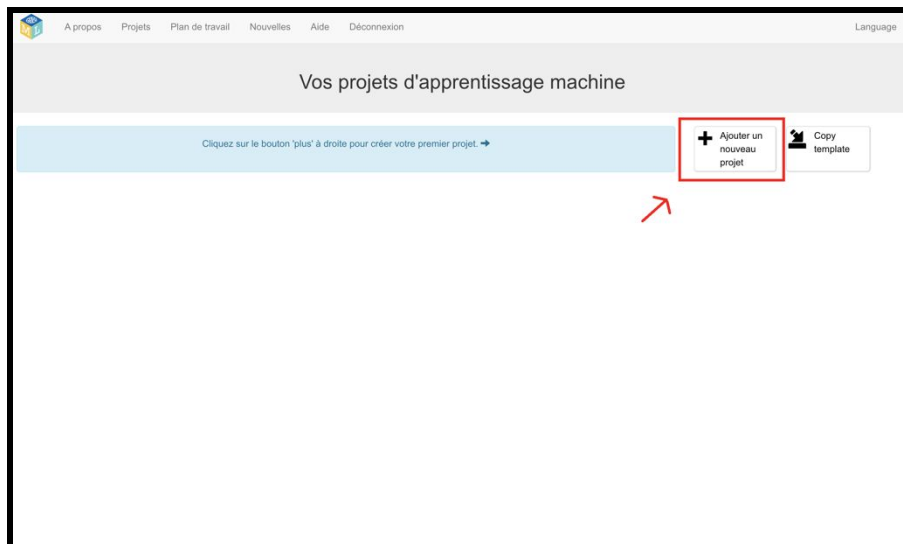 A propos Projets Plan de travail Nouvelles Aide Déconnexion Language
Vos projets d'apprentissage machine
Cliquez sur le bouton 'plus' à droite pour créer votre premier projet.
Ajouter un
nouveau
projet
Copy
template